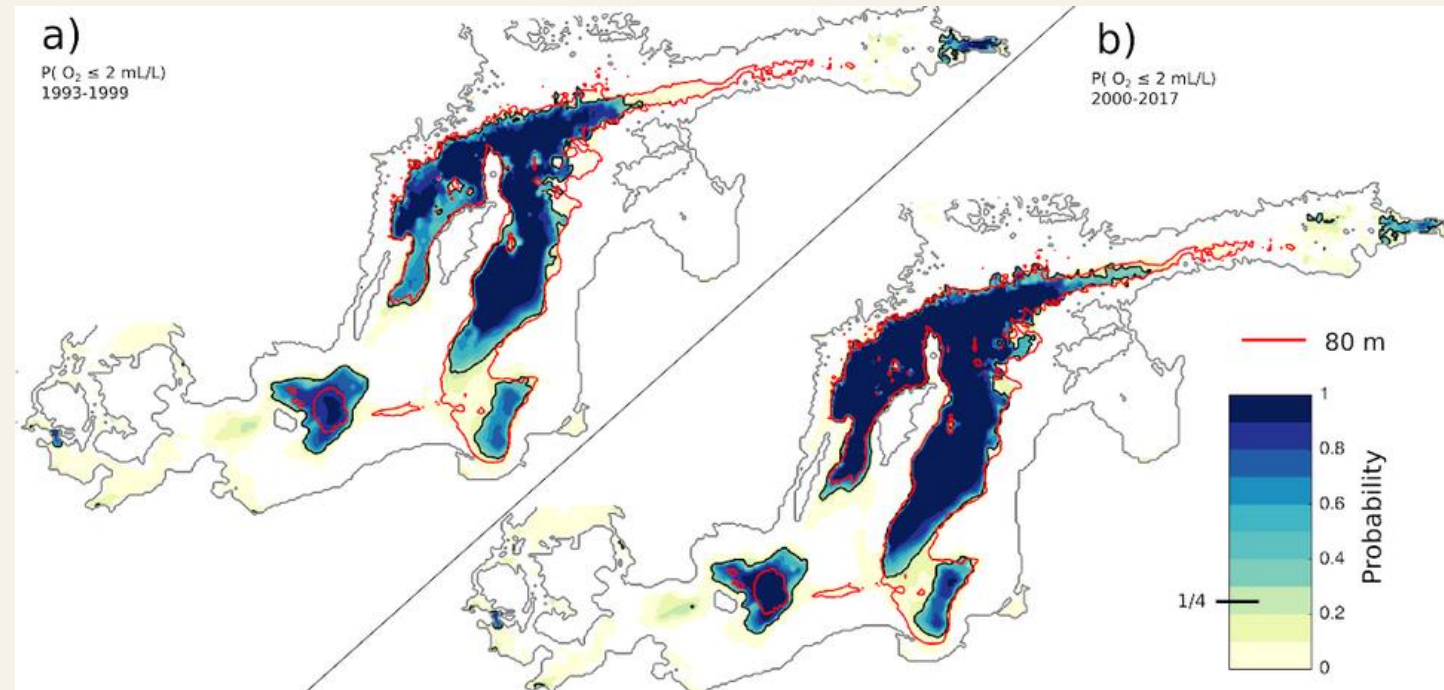 a)
P( O₂ ≤ 2 mL/L)
1993-1999
b)
P( O₂ ≤ 2 mL/L)
2000-2017
80 m
1
0.8
0.6
0.4
1/4
0.2
0
Probability